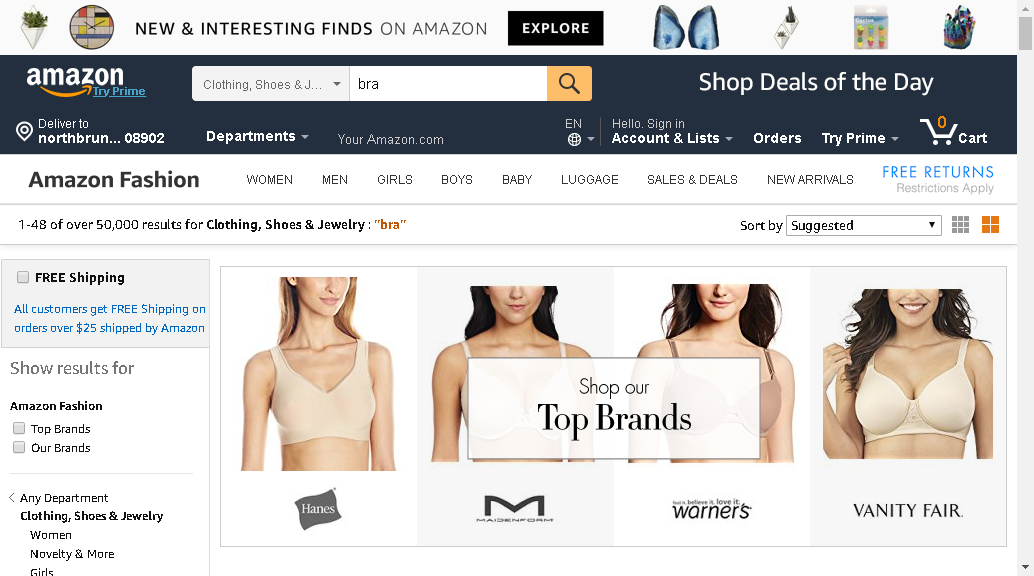 NEW & INTERESTING FINDS ON AMAZON
EXPLORE
amazon
Try Prime
Clothing, Shoes & J...
bra
Shop Deals of the Day
Deliver to
northbrun... 08902
Departments
Your Amazon.com
EN
Hello. Sign in
Account & Lists
Orders
Try Prime
0
Cart
Amazon Fashion
WOMEN
MEN
GIRLS
BOYS
BABY
LUGGAGE
SALES & DEALS
NEW ARRIVALS
FREE RETURNS
Restrictions Apply
1-48 of over 50,000 results for Clothing, Shoes & Jewelry : "bra"
Sort by
Suggested
FREE Shipping
All customers get FREE Shipping on
orders over $25 shipped by Amazon
Show results for
Amazon Fashion
Top Brands
Our Brands
Any Department
Clothing, Shoes & Jewelry
Women
Novelty & More
Girls
Shop our
Top Brands
Hanes
MAIDENFORM
feel it. believe it. love it:
warner's
VANITY FAIR.